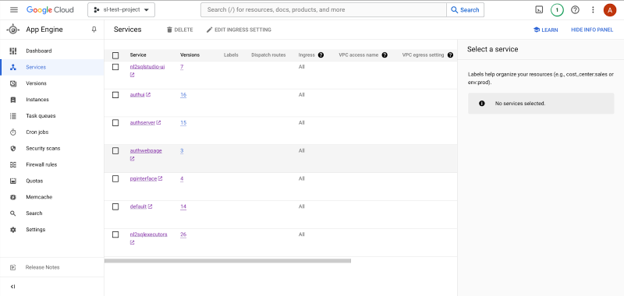 Google Cloud
sl-test-project
Search (/) for resources, docs, products, and more
Search
1
A
App Engine
Services
DELETE
EDIT INGRESS SETTING
LEARN
HIDE INFO PANEL
Dashboard
Services
Versions
Instances
Task queues
Cron jobs
Security scans
Firewall rules
Quotas
Memcache
Search
Settings
Release Notes
Service Versions Labels Dispatch routes Ingress VPC access name VPC egress setting
nl2sqlstudio-ui 7 All
authui 16 All
authserver 15 All
authwebpage 3 All
pginterface 4 All
default 14 All
nl2sqlexecutors 26 All
Select a service
Labels help organize your resources (e.g., cost_center:sales or
env:prod).
No services selected.